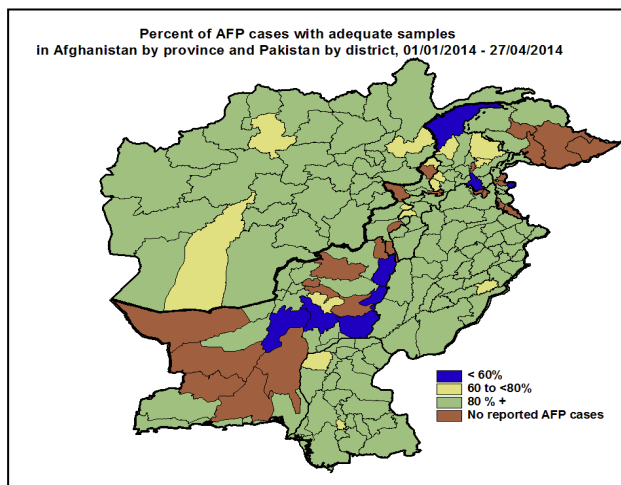 Percent of AFP cases with adequate samples
in Afghanistan by province and Pakistan by district, 01/01/2014 - 27/04/2014
< 60%
60 to <80%
80 % +
No reported AFP cases